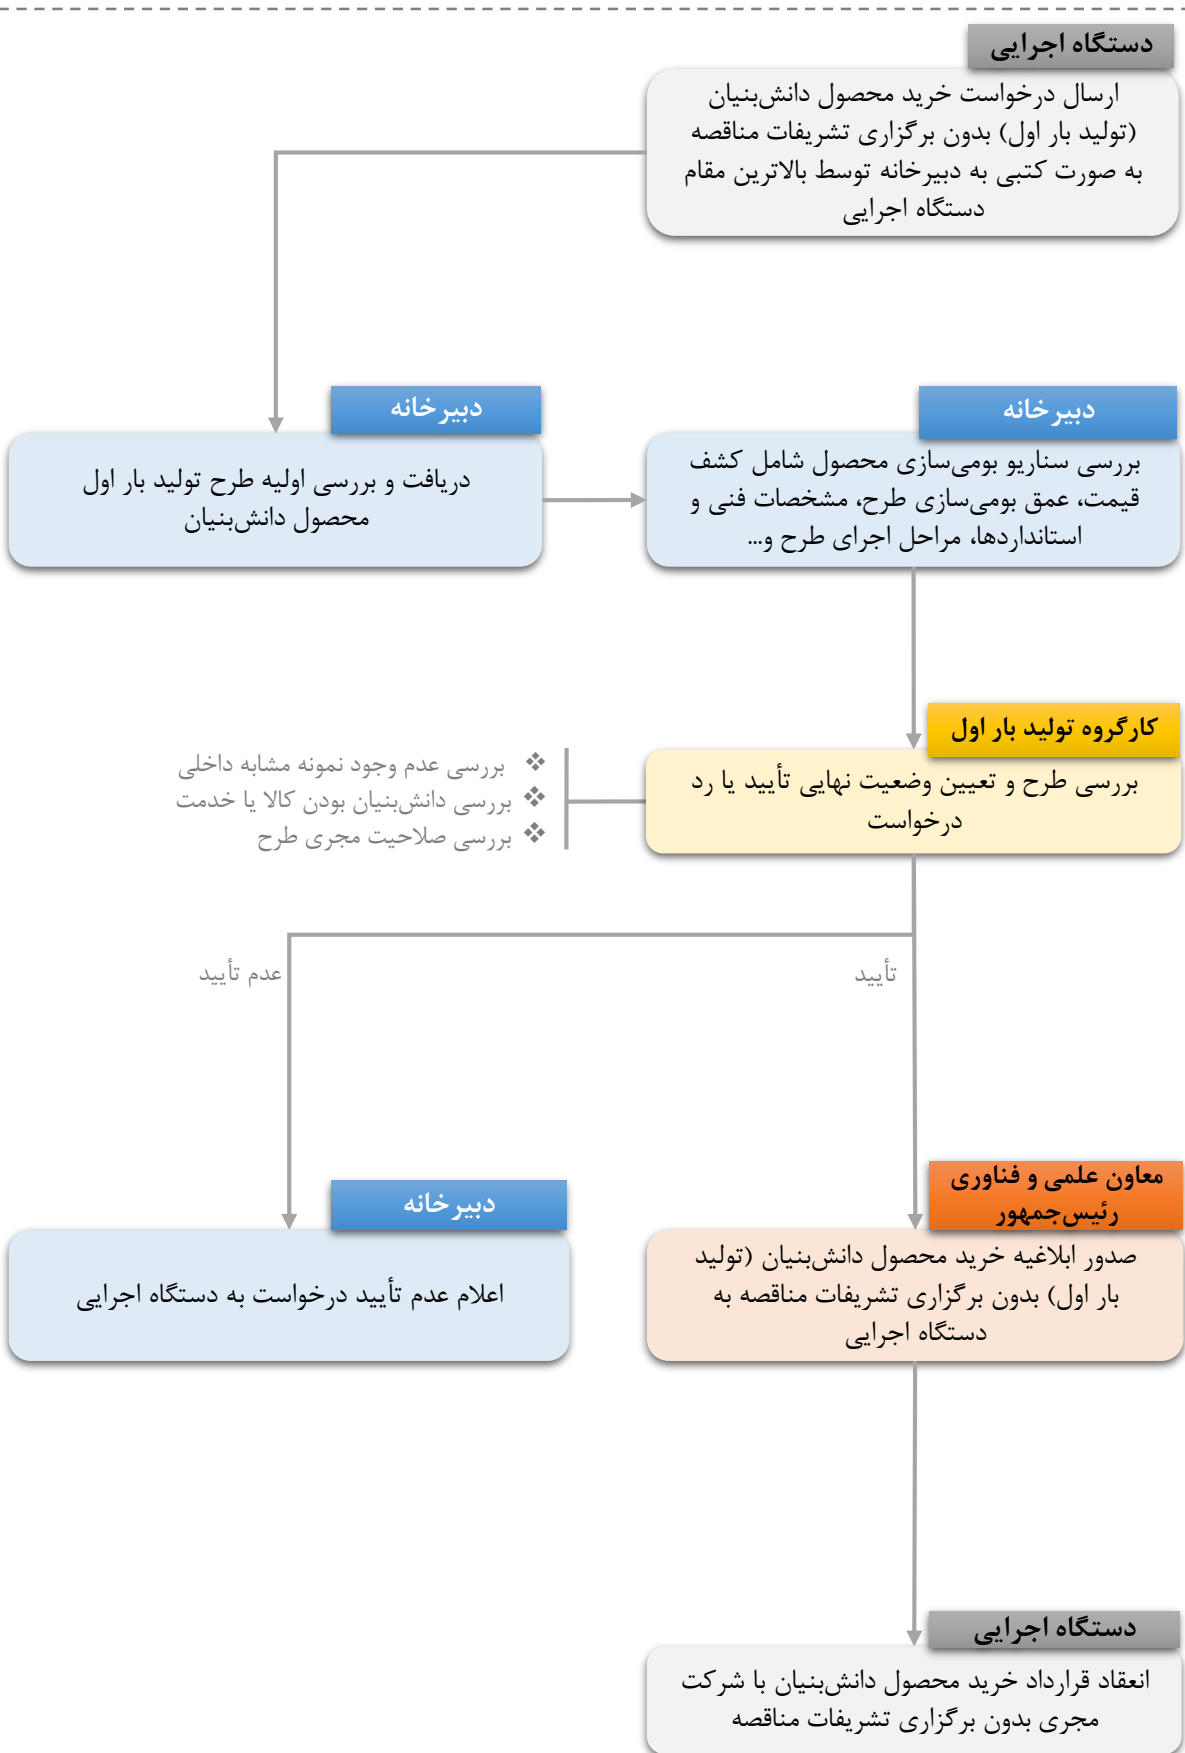 دستگاه اجرایی
ارسال درخواست خرید محصول دانش‌بنیان
(تولید بار اول) بدون برگزاری تشریفات مناقصه
به صورت کتبی به دبیرخانه توسط بالاترین مقام
دستگاه اجرایی
دبیرخانه
دریافت و بررسی اولیه طرح تولید بار اول
محصول دانش‌بنیان
دبیرخانه
بررسی سناریو بومی‌سازی محصول شامل کشف
قیمت، عمق بومی‌سازی طرح، مشخصات فنی و
استانداردها، مراحل اجرای طرح و...
کارگروه تولید بار اول
بررسی طرح و تعیین وضعیت نهایی تأیید یا رد
درخواست
❖ بررسی عدم وجود نمونه مشابه داخلی
❖ بررسی دانش‌بنیان بودن کالا یا خدمت
❖ بررسی صلاحیت مجری طرح
تأیید
عدم تأیید
معاون علمی و فناوری
رئیس‌جمهور
صدور ابلاغیه خرید محصول دانش‌بنیان (تولید
بار اول) بدون برگزاری تشریفات مناقصه به
دستگاه اجرایی
دبیرخانه
اعلام عدم تأیید درخواست به دستگاه اجرایی
دستگاه اجرایی
انعقاد قرارداد خرید محصول دانش‌بنیان با شرکت
مجری بدون برگزاری تشریفات مناقصه